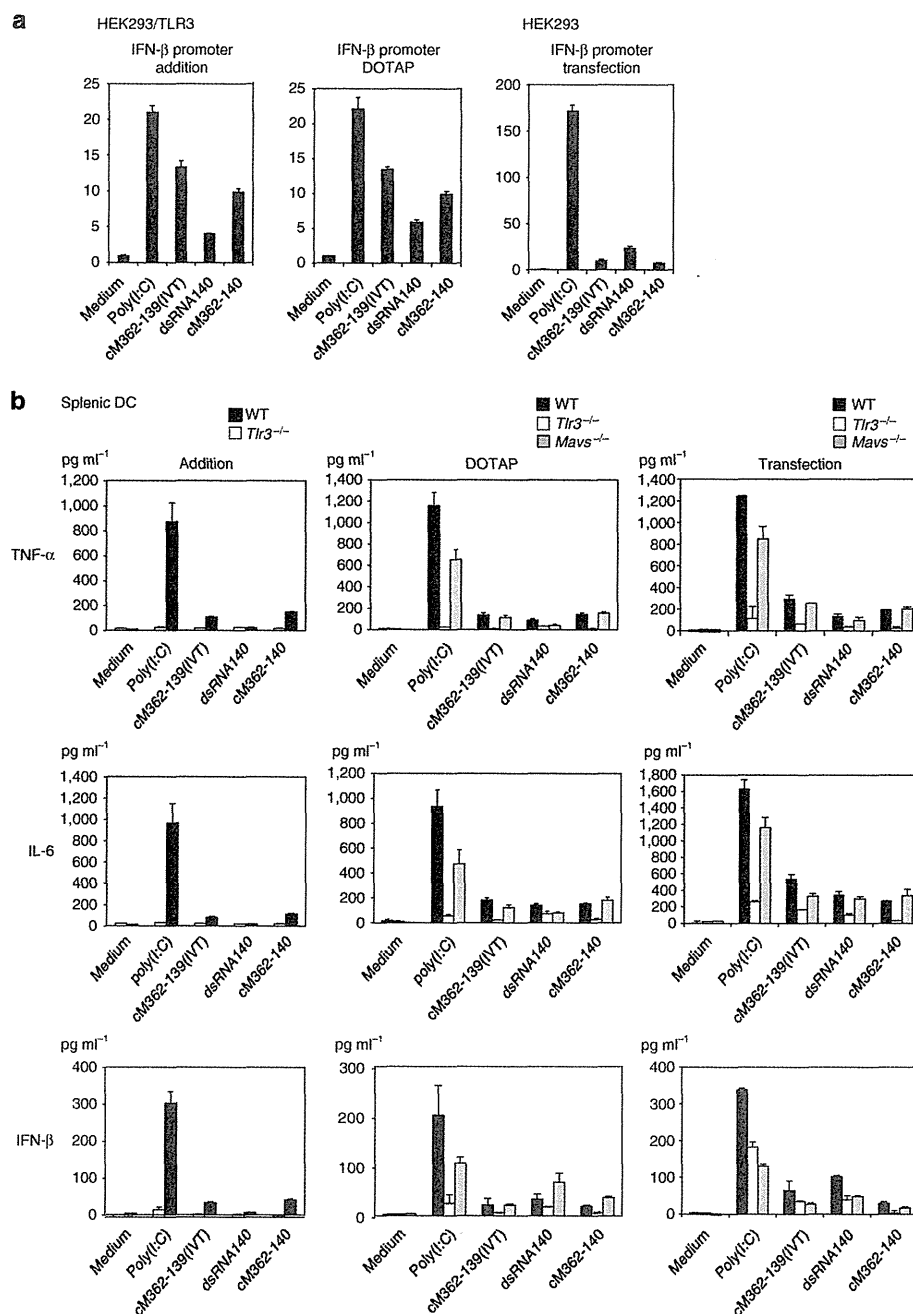 a
HEK293/TLR3
HEK293
IFN-β promoter
addition
IFN-β promoter
DOTAP
IFN-β promoter
transfection
25
20
15
10
5
0
25
20
15
10
5
0
200
150
100
50
0
Medium
Poly(I:C)
cM362-139(IVT)
dsRNA140
cM362-140
Medium
Poly(I:C)
cM362-139(IVT)
dsRNA140
cM362-140
Medium
Poly(I:C)
cM362-139(IVT)
dsRNA140
cM362-140
b
Splenic DC
WT
Tlr3−/−
WT
Tlr3−/−
Mavs−/−
WT
Tlr3−/−
Mavs−/−
pg ml−1
Addition
DOTAP
Transfection
TNF-α
1,200
1,000
800
600
400
200
0
1,400
1,200
1,000
800
600
400
200
0
1,400
1,200
1,000
800
600
400
200
0
Medium
Poly(I:C)
cM362-139(IVT)
dsRNA140
cM362-140
Medium
Poly(I:C)
cM362-139(IVT)
dsRNA140
cM362-140
Medium
Poly(I:C)
cM362-139(IVT)
dsRNA140
cM362-140
pg ml−1
pg ml−1
pg ml−1
IL-6
1,400
1,200
1,000
800
600
400
200
0
1,200
1,000
800
600
400
200
0
1,800
1,600
1,400
1,200
1,000
800
600
400
200
0
Medium
poly(I:C)
cM362-139(IVT)
dsRNA140
cM362-140
Medium
poly(I:C)
cM362-139(IVT)
dsRNA140
cM362-140
Medium
Poly(I:C)
cM362-139(IVT)
dsRNA140
cM362-140
pg ml−1
pg ml−1
pg ml−1
IFN-β
400
300
200
100
0
300
200
100
0
400
300
200
100
0
Medium
Poly(I:C)
cM362-139(IVT)
dsRNA140
cM362-140
Medium
Poly(I:C)
cM362-139(IVT)
dsRNA140
cM362-140
Medium
Poly(I:C)
cM362-139(IVT)
dsRNA140
cM362-140